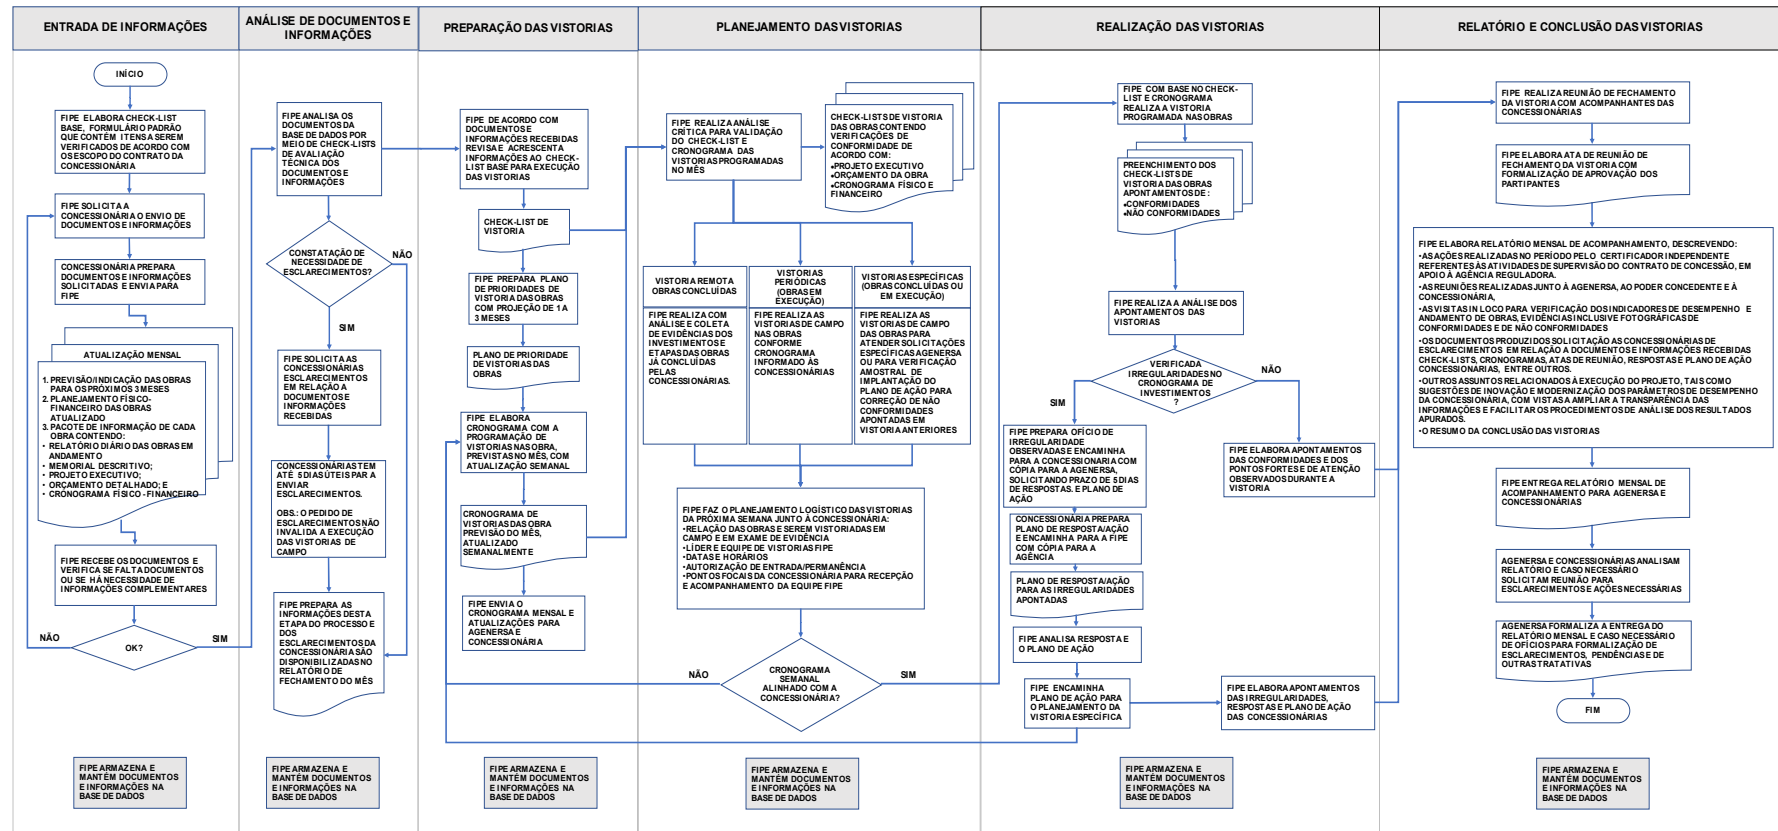 ENTRADA DE INFORMAÇÕES
ANÁLISE DE DOCUMENTOS E
INFORMAÇÕES
PREPARAÇÃO DAS VISTORIAS
PLANEJAMENTO DAS VISTORIAS
REALIZAÇÃO DAS VISTORIAS
RELATÓRIO E CONCLUSÃO DAS VISTORIAS
INÍCIO
FIPE ELABORA CHECK-LIST
BASE, FORMULÁRIO PADRÃO
QUE CONTÉM ITENS A SEREM
VERIFICADOS DE ACORDO COM
OS ESCOPO DO CONTRATO DA
CONCESSIONÁRIA
FIPE SOLICITA A
CONCESSIONÁRIA O ENVIO DE
DOCUMENTOS E INFORMAÇÕES
CONCESSIONÁRIA PREPARA
DOCUMENTOS E INFORMAÇÕES
SOLICITADAS E ENVIA PARA
FIPE
ATUALIZAÇÃO MENSAL
1. PREVISÃO/INDICAÇÃO DAS OBRAS
PARA OS PRÓXIMOS 3 MESES
2. PLANEJAMENTO FÍSICO-
FINANCEIRO DAS OBRAS
ATUALIZADO
3. PACOTE DE INFORMAÇÃO DE CADA
OBRA CONTENDO:
• RELATÓRIO DIÁRIO DAS OBRAS EM
ANDAMENTO
• MEMORIAL DESCRITIVO;
• PROJETO EXECUTIVO;
• ORÇAMENTO DETALHADO; E
• CRONOGRAMA FÍSICO - FINANCEIRO
FIPE RECEBE OS DOCUMENTOS E
VERIFICA SE FALTA DOCUMENTOS
OU SE HÁ NECESSIDADE DE
INFORMAÇÕES COMPLEMENTARES
NÃO
OK?
SIM
FIPE ARMAZENA E
MANTÉM DOCUMENTOS
E INFORMAÇÕES NA
BASE DE DADOS
FIPE ANALISA OS
DOCUMENTOS DA
BASE DE DADOS POR
MEIO DE CHECK-LISTS
DE AVALIAÇÃO
TÉCNICA DOS
DOCUMENTOS E
INFORMAÇÕES
CONSTATAÇÃO DE
NECESSIDADE DE
ESCLARECIMENTOS?
NÃO
SIM
FIPE SOLICITA AS
CONCESSIONÁRIAS
ESCLARECIMENTOS
EM RELAÇÃO A
DOCUMENTOS E
INFORMAÇÕES
RECEBIDAS
CONCESSIONÁRIAS TEM
ATÉ 5 DIAS ÚTEIS PARA
ENVIAR
ESCLARECIMENTOS.
OBS.: O PEDIDO DE
ESCLARECIMENTOS NÃO
INVALIDA A EXECUÇÃO
DAS VISTORIAS DE
CAMPO
FIPE PREPARA AS
INFORMAÇÕES DESTA
ETAPA DO PROCESSO E
DOS
ESCLARECIMENTOS DA
CONCESSIONÁRIA SÃO
DISPONIBILIZADAS NO
RELATÓRIO DE
FECHAMENTO DO MÊS
FIPE ARMAZENA E
MANTÉM DOCUMENTOS
E INFORMAÇÕES NA
BASE DE DADOS
FIPE DE ACORDO COM
DOCUMENTOS E
INFORMAÇÕES RECEBIDAS
REVISA E ACRESCENTA
INFORMAÇÕES AO CHECK-
LIST BASE PARA EXECUÇÃO
DAS VISTORIAS
CHECK-LIST DE
VISTORIA
FIPE PREPARA PLANO
DE PRIORIDADES DE
VISTORIA DAS OBRAS
COM PROJEÇÃO DE 1 A
3 MESES
PLANO DE PRIORIDADE
DE VISTORIAS DAS
OBRAS
FIPE ELABORA
CRONOGRAMA COM A
PROGRAMAÇÃO DE
VISTORIAS NAS OBRA,
PREVISTAS NO MÊS, COM
ATUALIZAÇÃO SEMANAL
CRONOGRAMA DE
VISTORIAS DAS OBRA
PREVISÃO DO MÊS,
ATUALIZADO
SEMANALMENTE
FIPE ENVIA O
CRONOGRAMA MENSAL E
ATUALIZAÇÕES PARA
AGENERSA E
CONCESSIONÁRIA
FIPE ARMAZENA E
MANTÉM DOCUMENTOS
E INFORMAÇÕES NA
BASE DE DADOS
FIPE REALIZA ANÁLISE
CRÍTICA PARA VALIDAÇÃO
DO CHECK-LIST E
CRONOGRAMA DAS
VISTORIAS PROGRAMADAS
NO MÊS
CHECK-LISTS DE VISTORIA
DAS OBRAS CONTENDO
VERIFICAÇÕES DE
CONFORMIDADE DE
ACORDO COM:
•PROJETO EXECUTIVO
•ORÇAMENTO DA OBRA
•CRONOGRAMA FÍSICO E
FINANCEIRO
VISTORIA REMOTA
OBRAS CONCLUÍDAS
VISTORIAS
PERIÓDICAS
(OBRAS EM
EXECUÇÃO)
VISTORIAS ESPECÍFICAS
(OBRAS CONCLUÍDAS OU
EM EXECUÇÃO)
FIPE REALIZA COM
ANÁLISE E COLETA
DE EVIDÊNCIAS DOS
INVESTIMENTOS E
ETAPAS DAS OBRAS
JÁ CONCLUÍDAS
PELAS
CONCESSIONÁRIAS.
FIPE REALIZA AS
VISTORIAS DE CAMPO
NAS OBRAS
CONFORME
CRONOGRAMA
INFORMADO ÀS
CONCESSIONÁRIAS
FIPE REALIZA AS
VISTORIAS DE CAMPO
DAS OBRAS PARA
ATENDER SOLICITAÇÕES
ESPECÍFICAS AGENERSA
OU PARA VERIFICAÇÃO
AMOSTRAL DE
IMPLANTAÇÃO DO
PLANO DE AÇÃO PARA
CORREÇÃO DE NÃO
CONFORMIDADES
APONTADAS EM
VISTORIA ANTERIORES
FIPE FAZ O PLANEJAMENTO LOGÍSTICO DAS VISTORIAS
DA PRÓXIMA SEMANA JUNTO À CONCESSIONÁRIA:
•RELAÇÃO DAS OBRAS E SEREM VISTORIADAS EM
CAMPO E EM EXAME DE EVIDÊNCIA
•LÍDER E EQUIPE DE VISTORIAS FIPE
•DATAS E HORÁRIOS
•AUTORIZAÇÃO DE ENTRADA/PERMANÊNCIA
•PONTOS FOCAIS DA CONCESSIONÁRIA PARA RECEPÇÃO
E ACOMPANHAMENTO DA EQUIPE FIPE
NÃO
CRONOGRAMA
SEMANAL
ALINHADO COM A
CONCESSIONÁRIA?
SIM
FIPE ARMAZENA E
MANTÉM DOCUMENTOS
E INFORMAÇÕES NA
BASE DE DADOS
FIPE COM BASE NO CHECK-
LIST E CRONOGRAMA
REALIZA A VISTORIA
PROGRAMADA NAS OBRAS
PREENCHIMENTO DOS
CHECK-LISTS DE
VISTORIA DAS OBRAS
APONTAMENTOS DE :
•CONFORMIDADES
•NÃO CONFORMIDADES
FIPE REALIZA A ANÁLISE DOS
APONTAMENTOS DAS
VISTORIAS
VERIFICADA
IRREGULARIDADES NO
CRONOGRAMA DE
INVESTIMENTOS
?
SIM
NÃO
FIPE PREPARA OFÍCIO DE
IRREGULARIDADE
OBSERVADAS E ENCAMINHA
PARA A CONCESSIONARIA COM
CÓPIA PARA A AGENERSA,
SOLICITANDO PRAZO DE 5 DIAS
DE RESPOSTAS. E PLANO DE
AÇÃO
FIPE ELABORA APONTAMENTOS
DAS CONFORMIDADES E DOS
PONTOS FORTES E DE ATENÇÃO
OBSERVADOS DURANTE A
VISTORIA
CONCESSIONÁRIA PREPARA
PLANO DE RESPOSTA/AÇÃO
E ENCAMINHA PARA A FIPE
COM CÓPIA PARA A
AGÊNCIA
PLANO DE RESPOSTA/AÇÃO
PARA AS IRREGULARIDADES
APONTADAS
FIPE ANALISA RESPOSTA E
O PLANO DE AÇÃO
FIPE ENCAMINHA
PLANO DE AÇÃO PARA
O PLANEJAMENTO DA
VISTORIA ESPECÍFICA
FIPE ELABORA APONTAMENTOS
DAS IRREGULARIDADES,
RESPOSTAS E PLANO DE AÇÃO
DAS CONCESSIONÁRIAS
FIPE ARMAZENA E
MANTÉM DOCUMENTOS
E INFORMAÇÕES NA
BASE DE DADOS
FIPE REALIZA REUNIÃO DE FECHAMENTO
DA VISTORIA COM ACOMPANHANTES DAS
CONCESSIONÁRIAS
FIPE ELABORA ATA DE REUNIÃO DE
FECHAMENTO DA VISTORIA COM
FORMALIZAÇÃO DE APROVAÇÃO DOS
PARTIPANTES
FIPE ELABORA RELATÓRIO MENSAL DE ACOMPANHAMENTO, DESCREVENDO:
•AS AÇÕES REALIZADAS NO PERÍODO PELO CERTIFICADOR INDEPENDENTE
REFERENTES ÀS ATIVIDADES DE SUPERVISÃO DO CONTRATO DE CONCESSÃO, EM
APOIO À AGÊNCIA REGULADORA.
•AS REUNIÕES REALIZADAS JUNTO À AGENERSA, AO PODER CONCEDENTE E À
CONCESSIONÁRIA,
•AS VISITAS IN LOCO PARA VERIFICAÇÃO DOS INDICADORES DE DESEMPENHO E
ANDAMENTO DE OBRAS, EVIDÊNCIAS INCLUSIVE FOTOGRÁFICAS DE
CONFORMIDADES E DE NÃO CONFORMIDADES
•OS DOCUMENTOS PRODUZIDOS SOLICITAÇÃO AS CONCESSIONÁRIAS DE
ESCLARECIMENTOS EM RELAÇÃO A DOCUMENTOS E INFORMAÇÕES RECEBIDAS
CHECK-LISTS, CRONOGRAMAS, ATAS DE REUNIÃO, RESPOSTAS E PLANO DE AÇÃO
CONCESSIONARIAS, ENTRE OUTROS.
•OUTROS ASSUNTOS RELACIONADOS À EXECUÇÃO DO PROJETO, TAIS COMO
SUGESTÕES DE INOVAÇÃO E MODERNIZAÇÃO DOS PARÂMETROS DE DESEMPENHO
DA CONCESSIONÁRIA, COM VISTAS A AMPLIAR A TRANSPARÊNCIA DAS
INFORMAÇÕES E FACILITAR OS PROCEDIMENTOS DE ANÁLISE DOS RESULTADOS
APURADOS.
•O RESUMO DA CONCLUSÃO DAS VISTORIAS
FIPE ENTREGA RELATÓRIO MENSAL DE
ACOMPANHAMENTO PARA AGENERSA E
CONCESSIONÁRIAS
AGENERSA E CONCESSIONÁRIAS ANALISAM
RELATÓRIO E CASO NECESSÁRIO
SOLICITAM REUNIÃO PARA
ESCLARECIMENTOS E AÇÕES NECESSÁRIAS
AGENERSA FORMALIZA A ENTREGA DO
RELATÓRIO MENSAL E CASO NECESSÁRIO
DE OFÍCIOS PARA FORMALIZAÇÃO DE
ESCLARECIMENTOS, PENDÊNCIAS E DE
OUTRAS TRATATIVAS
FIM
FIPE ARMAZENA E
MANTÉM DOCUMENTOS
E INFORMAÇÕES NA
BASE DE DADOS